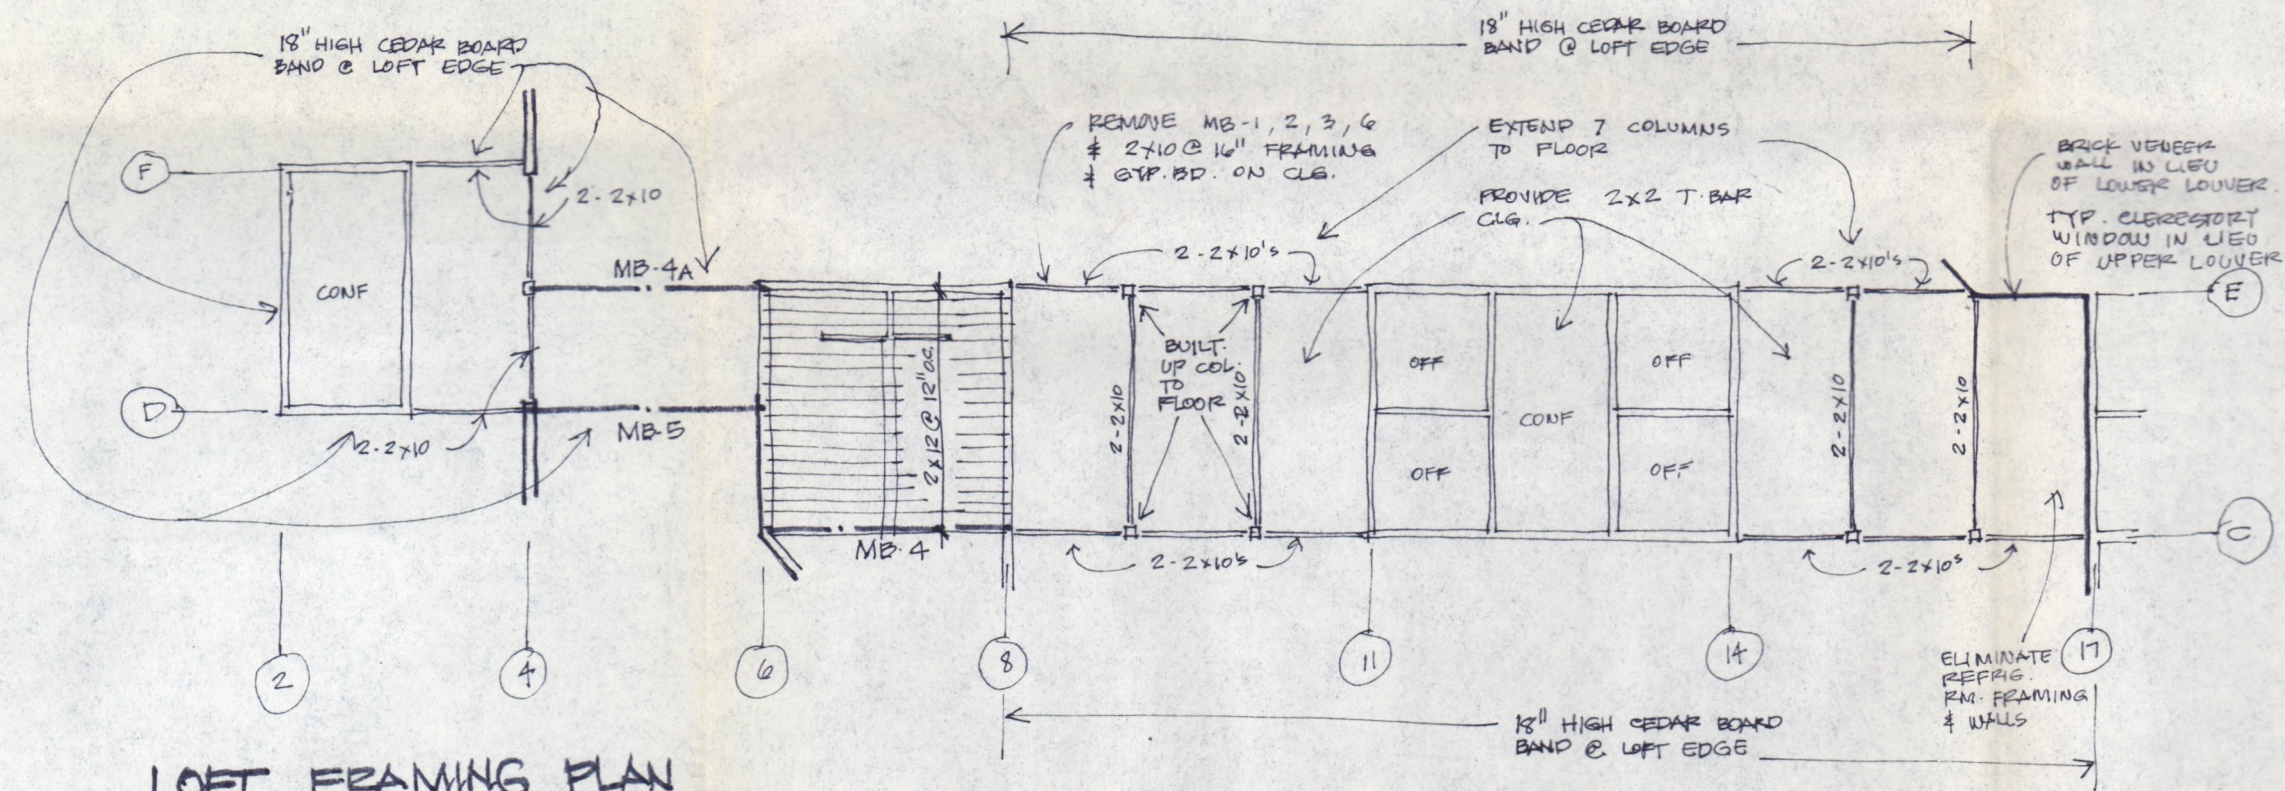 18" HIGH CEDAR BOARD
BAND @ LOFT EDGE
18" HIGH CEDAR BOARD
BAND @ LOFT EDGE
REMOVE MB-1, 2, 3, 6
& 2x10 @ 16" FRAMING
& GYP. BD. ON CLG.
EXTEND 7 COLUMNS
TO FLOOR
PROVIDE 2x2 T-BAR
CLG.
BRICK VENEER
WALL IN LIEU
OF LOWER LOUVER.
TYP. CLERESTORY
WINDOW IN LIEU
OF UPPER LOUVER
F
2-2x10
CONF
MB-4A
2-2x10's
2-2x10's
E
D
2-2x10
MB-5
2x12 @ 12" O.C.
MB-4
BUILT-
UP COL.
TO
FLOOR
2-2x10
2-2x10
OFF
OFF
CONF
OFF
OFF
2-2x10
2-2x10
2-2x10's
2-2x10's
C
2
4
6
8
11
14
17
ELIMINATE
REFRIG.
RM. FRAMING
& WALLS
18" HIGH CEDAR BOARD
BAND @ LOFT EDGE
LOFT FRAMING PLAN